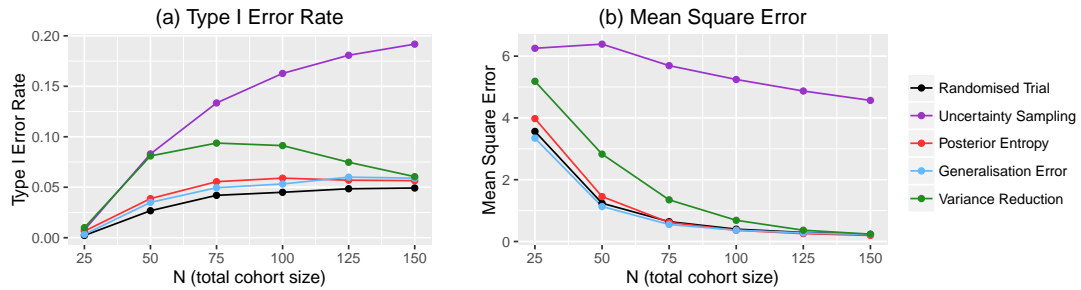 (a) Type I Error Rate
Type I Error Rate
0.20
0.15
0.10
0.05
0.00
25
50
75
100
125
150
N (total cohort size)
(b) Mean Square Error
Mean Square Error
6
4
2
0
25
50
75
100
125
150
N (total cohort size)
Randomised Trial
Uncertainty Sampling
Posterior Entropy
Generalisation Error
Variance Reduction